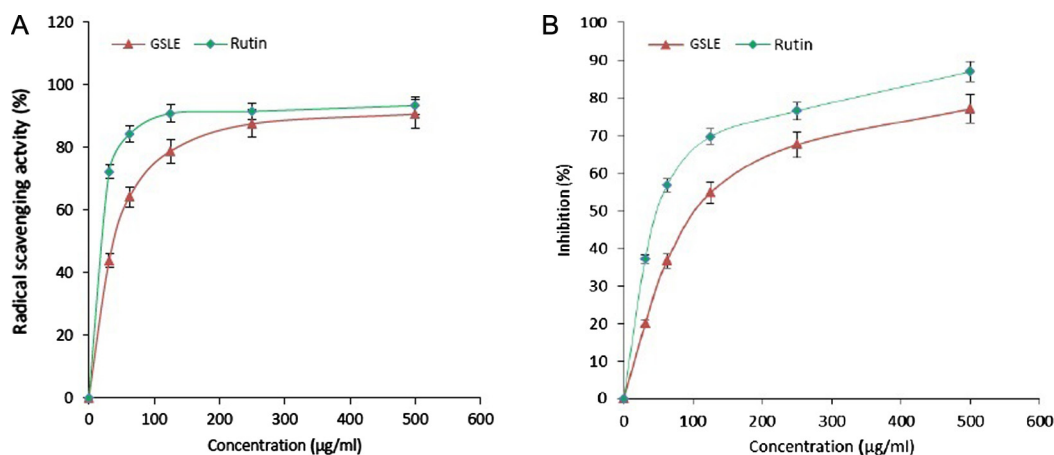 A
GSLE Rutin
Radical scavenging actvity (%)
120
100
80
60
40
20
0
0 100 200 300 400 500 600
Concentration (µg/ml)
B
GSLE Rutin
Inhibition (%)
100
90
80
70
60
50
40
30
20
10
0
0 100 200 300 400 500 600
Concentration (µg/ml)